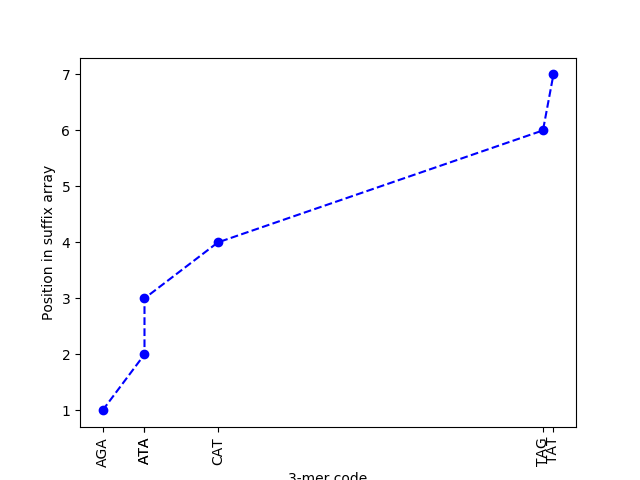 7
6
5
4
3
2
1
Position in suffix array
AGA
ATA
CAT
TAG
TAT
3-mer code